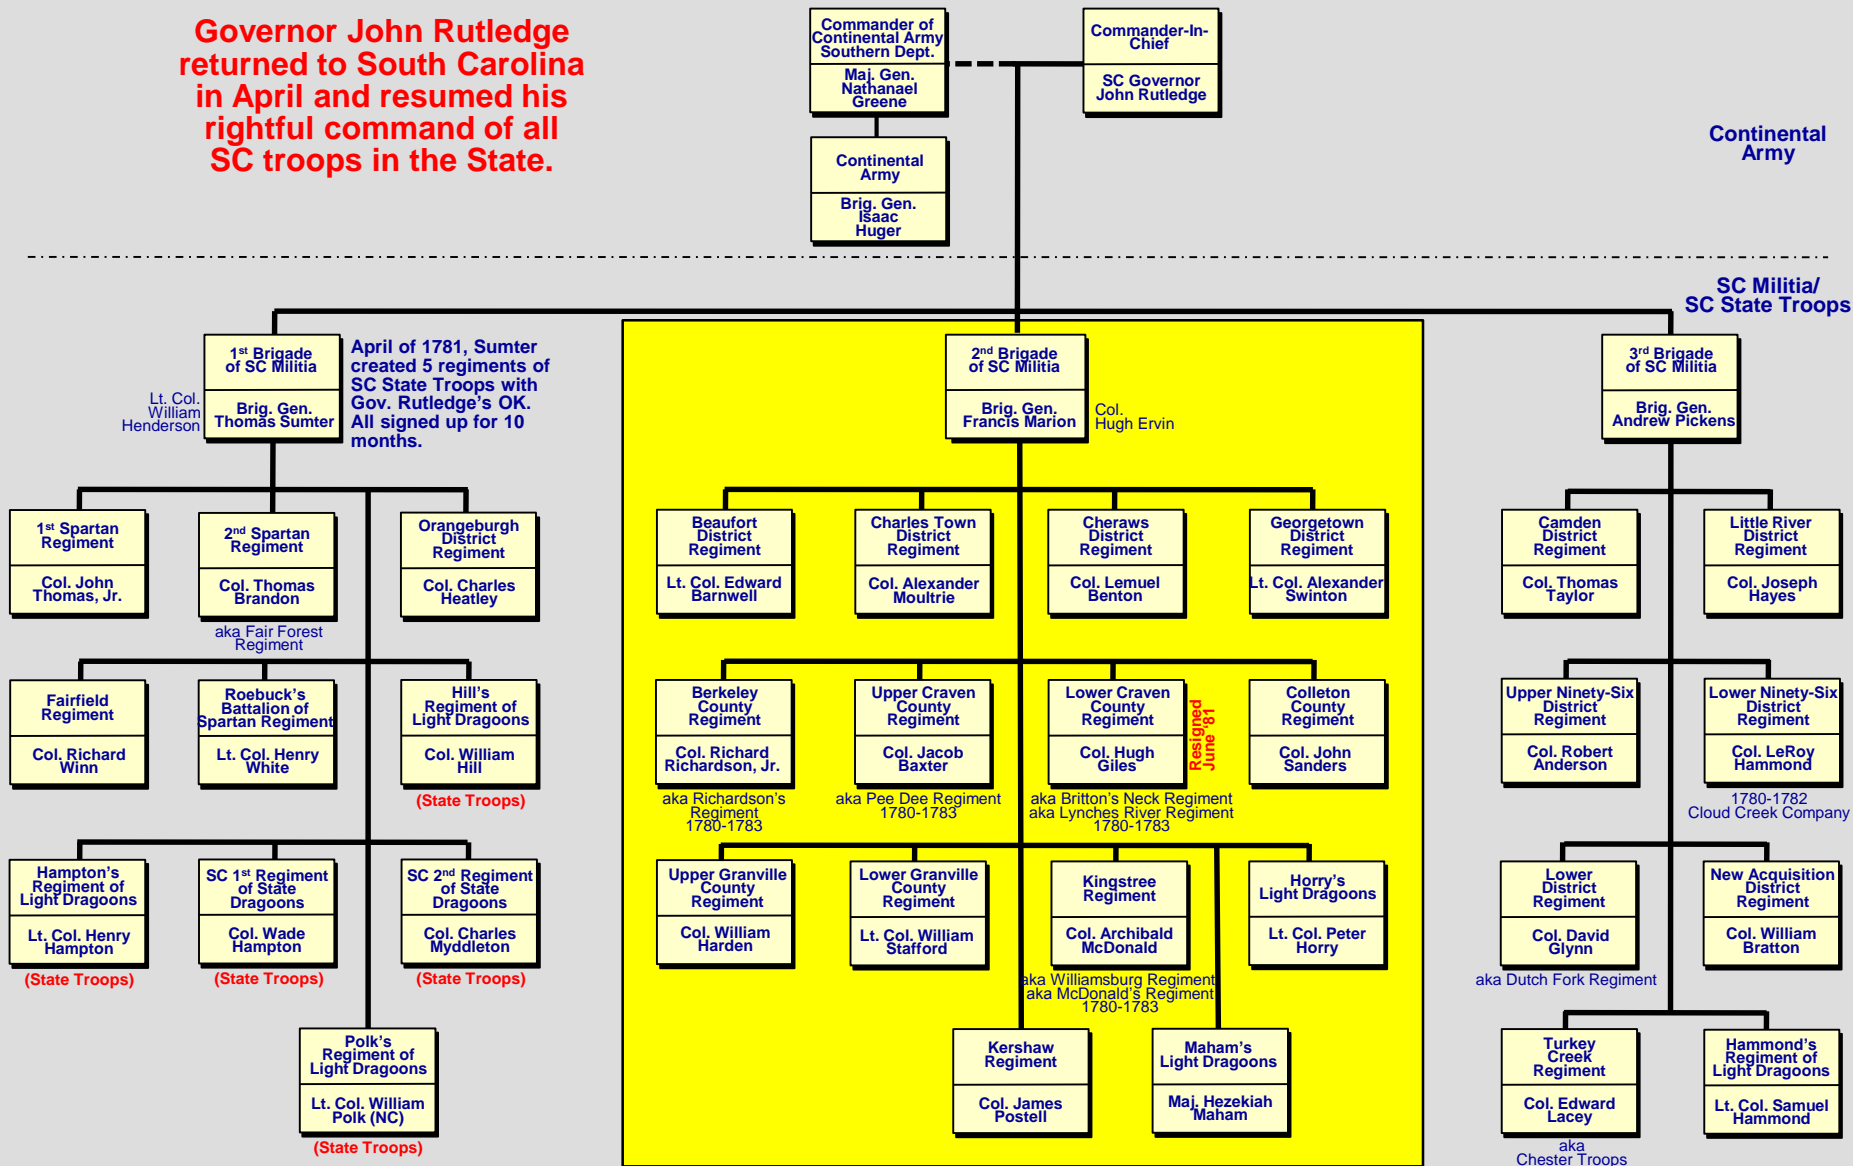 Governor John Rutledge
returned to South Carolina
in April and resumed his
rightful command of all
SC troops in the State.
Commander of
Continental Army
Southern Dept.
Maj. Gen.
Nathanael
Greene
Commander-In-
Chief
SC Governor
John Rutledge
Continental
Army
Brig. Gen.
Isaac
Huger
Continental
Army
SC Militia/
SC State Troops
Lt. Col.
William
Henderson
1st Brigade
of SC Militia
Brig. Gen.
Thomas Sumter
April of 1781, Sumter
created 5 regiments of
SC State Troops with
Gov. Rutledge's OK.
All signed up for 10
months.
2nd Brigade
of SC Militia
Brig. Gen.
Francis Marion
Col.
Hugh Ervin
3rd Brigade
of SC Militia
Brig. Gen.
Andrew Pickens
1st Spartan
Regiment
Col. John
Thomas, Jr.
2nd Spartan
Regiment
Col. Thomas
Brandon
aka Fair Forest
Regiment
Orangeburgh
District
Regiment
Col. Charles
Heatley
Beaufort
District
Regiment
Lt. Col. Edward
Barnwell
Charles Town
District
Regiment
Col. Alexander
Moultrie
Cheraws
District
Regiment
Col. Lemuel
Benton
Georgetown
District
Regiment
Lt. Col. Alexander
Swinton
Camden
District
Regiment
Col. Thomas
Taylor
Little River
District
Regiment
Col. Joseph
Hayes
Fairfield
Regiment
Col. Richard
Winn
Roebuck's
Battalion of
Spartan Regiment
Lt. Col. Henry
White
Hill's
Regiment of
Light Dragoons
Col. William
Hill
(State Troops)
Berkeley
County
Regiment
Col. Richard
Richardson, Jr.
aka Richardson's
Regiment
1780-1783
Upper Craven
County
Regiment
Col. Jacob
Baxter
aka Pee Dee Regiment
1780-1783
Lower Craven
County
Regiment
Col. Hugh
Giles
Resigned
June '81
aka Britton's Neck Regiment
aka Lynches River Regiment
1780-1783
Colleton
County
Regiment
Col. John
Sanders
Upper Ninety-Six
District
Regiment
Col. Robert
Anderson
Lower Ninety-Six
District
Regiment
Col. LeRoy
Hammond
1780-1782
Cloud Creek Company
Hampton's
Regiment of
Light Dragoons
Lt. Col. Henry
Hampton
(State Troops)
SC 1st Regiment
of State
Dragoons
Col. Wade
Hampton
(State Troops)
SC 2nd Regiment
of State
Dragoons
Col. Charles
Myddleton
(State Troops)
Upper Granville
County
Regiment
Col. William
Harden
Lower Granville
County
Regiment
Lt. Col. William
Stafford
Kingstree
Regiment
Col. Archibald
McDonald
aka Williamsburg Regiment
aka McDonald's Regiment
1780-1783
Horry's
Light Dragoons
Lt. Col. Peter
Horry
Lower
District
Regiment
Col. David
Glynn
aka Dutch Fork Regiment
New Acquisition
District
Regiment
Col. William
Bratton
Polk's
Regiment of
Light Dragoons
Lt. Col. William
Polk (NC)
(State Troops)
Kershaw
Regiment
Col. James
Postell
Maham's
Light Dragoons
Maj. Hezekiah
Maham
Turkey
Creek
Regiment
Col. Edward
Lacey
aka
Chester Troops
Hammond's
Regiment of
Light Dragoons
Lt. Col. Samuel
Hammond